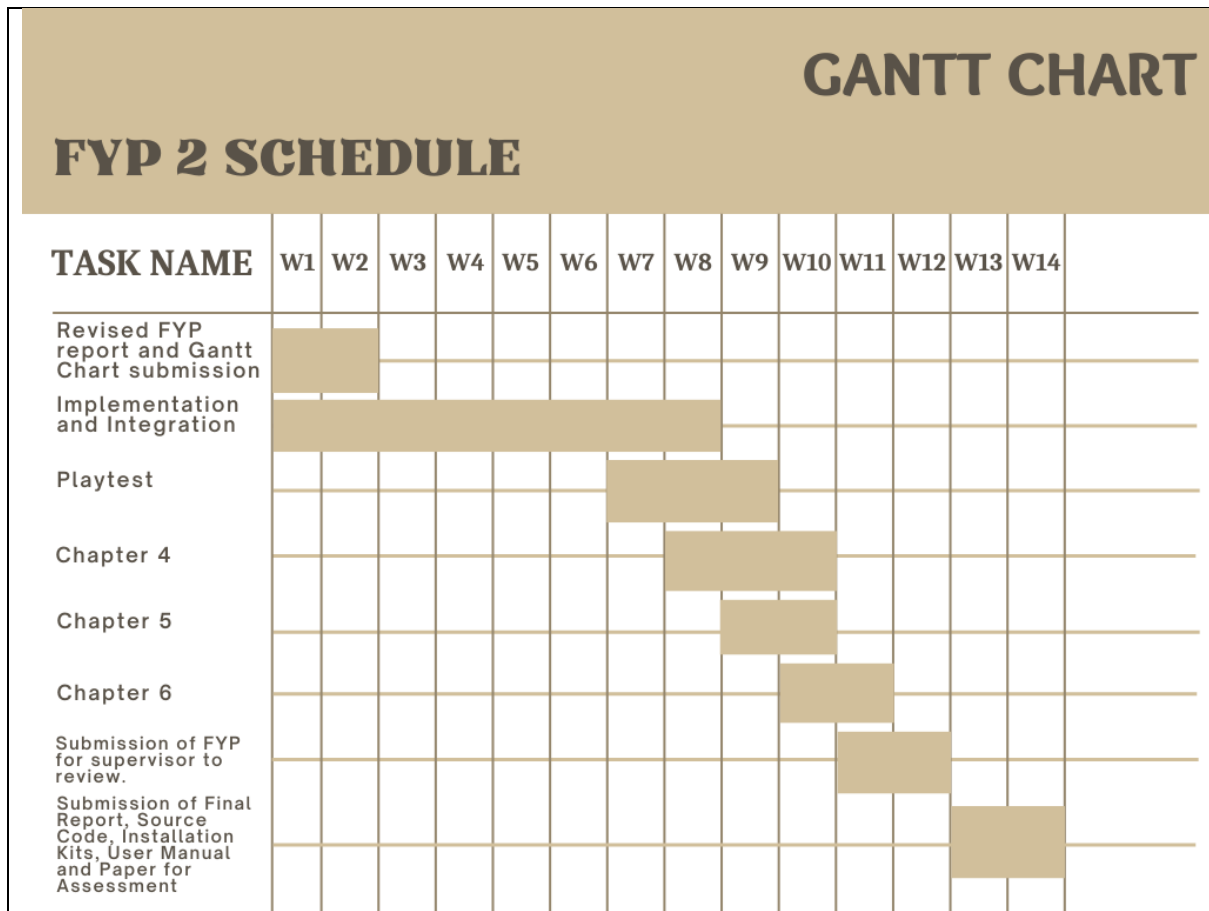 GANTT CHART
FYP 2 SCHEDULE
TASK NAME W1 W2 W3 W4 W5 W6 W7 W8 W9 W10 W11 W12 W13 W14
Revised FYP
report and Gantt
Chart submission
Implementation
and Integration
Playtest
Chapter 4
Chapter 5
Chapter 6
Submission of FYP
for supervisor to
review.
Submission of Final
Report, Source
Code, Installation
Kits, User Manual
and Paper for
Assessment